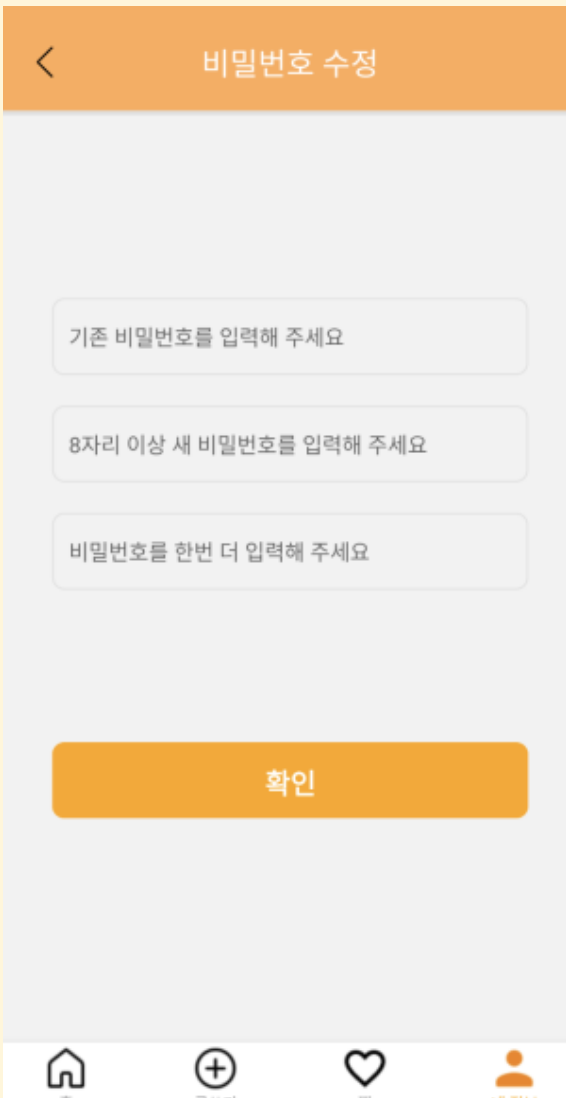 비밀번호 수정
기존 비밀번호를 입력해 주세요
8자리 이상 새 비밀번호를 입력해 주세요
비밀번호를 한번 더 입력해 주세요
확인